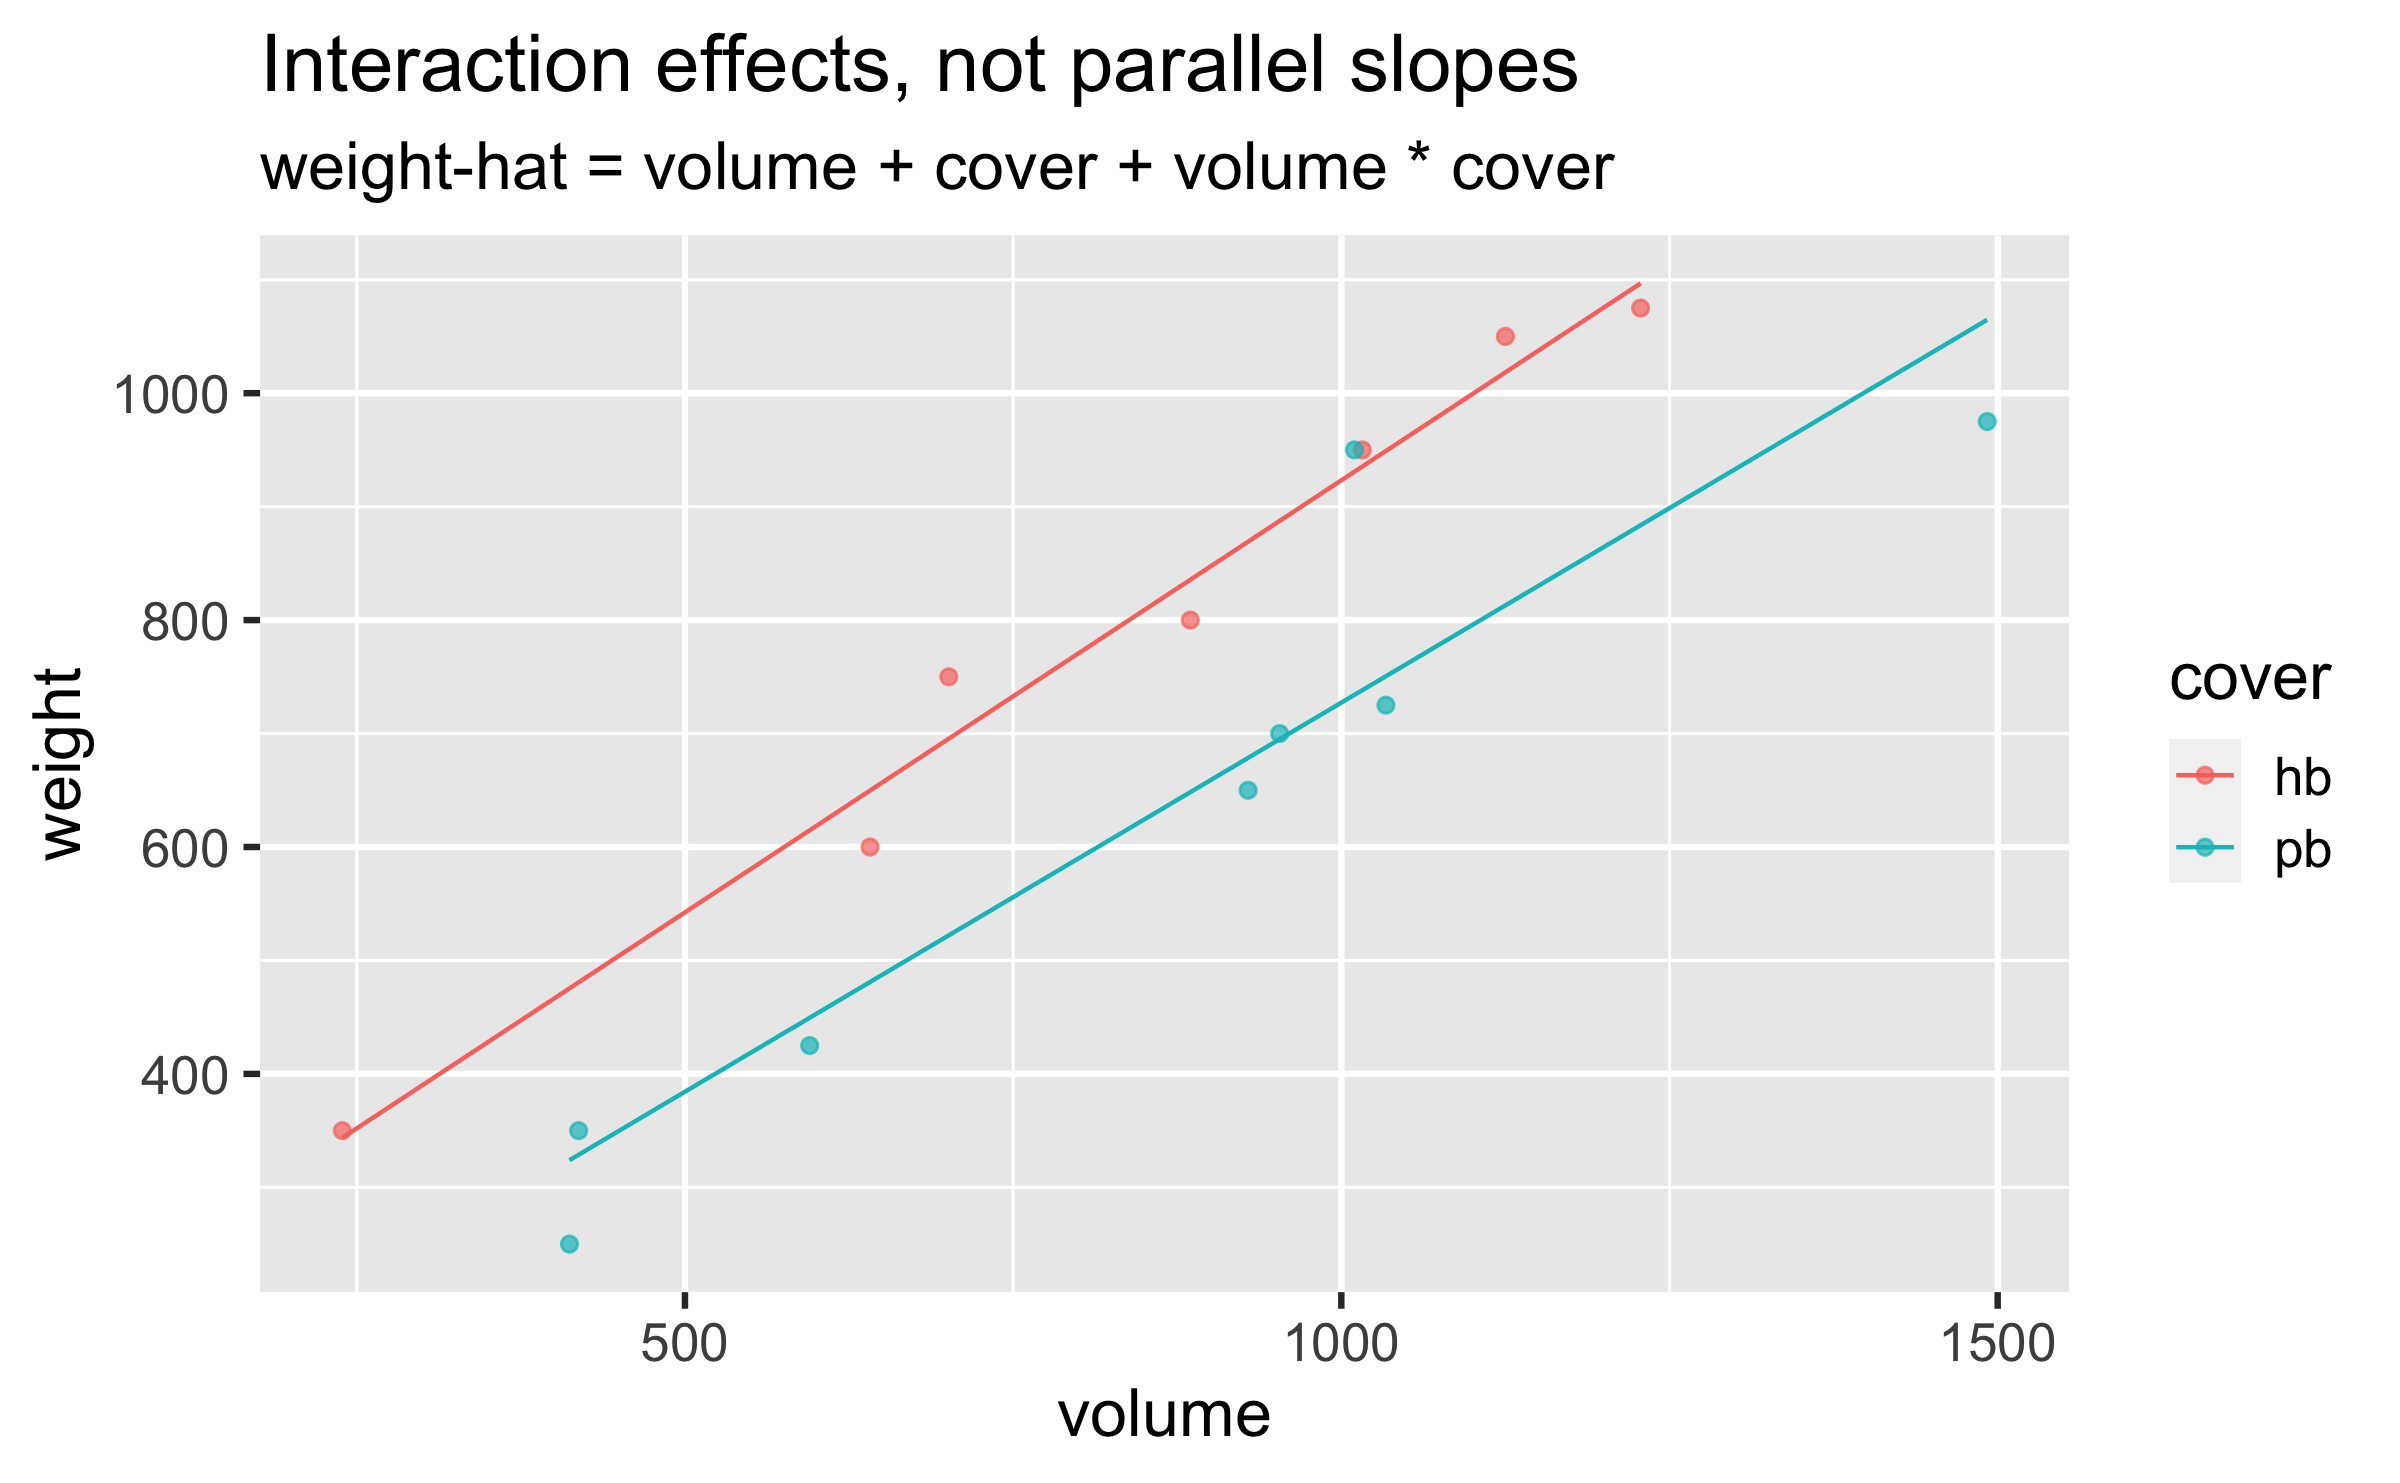 Interaction effects, not parallel slopes
weight-hat = volume + cover + volume * cover
1000
800
600
400
weight
500
1000
1500
volume
cover
hb
pb